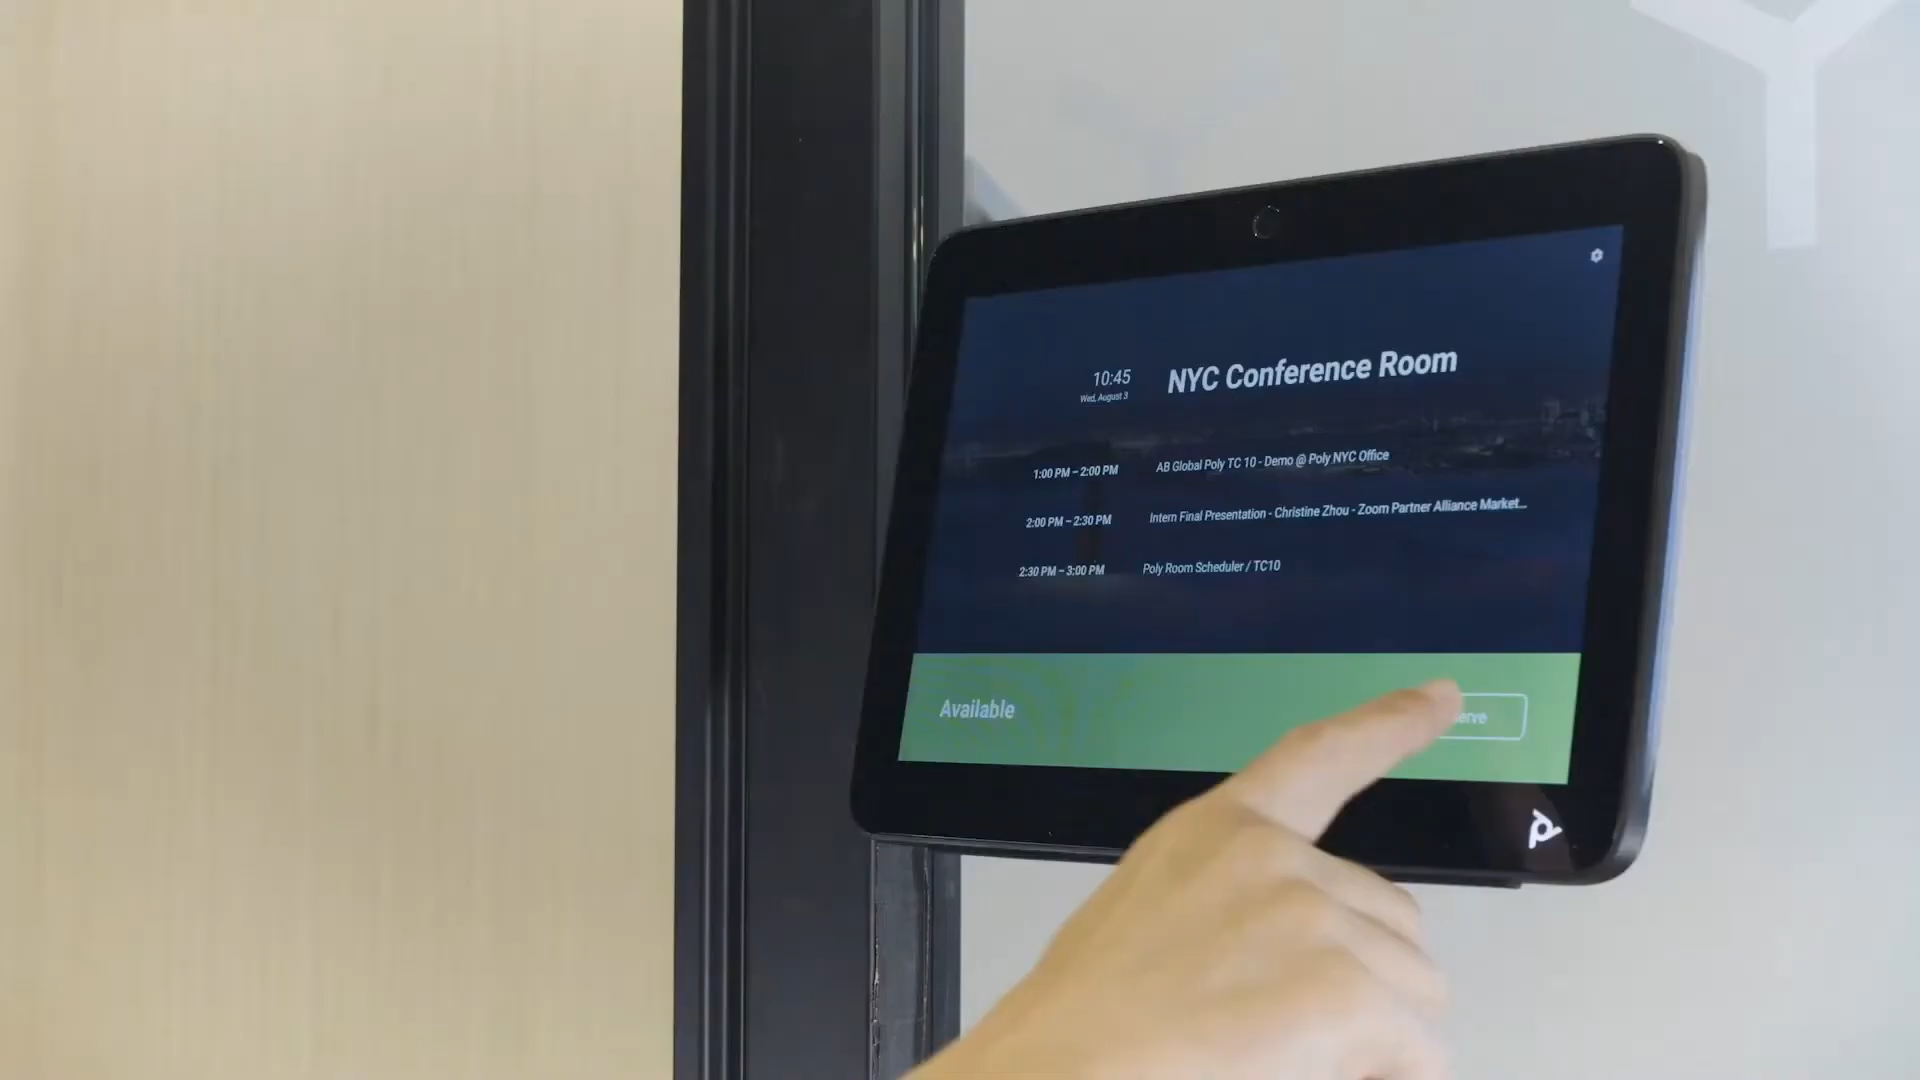 10:45
Wed, August 3
NYC Conference Room
1:00 PM – 2:00 PM
AB Global Poly TC 10 - Demo @ Poly NYC Office
2:00 PM – 2:30 PM
Intern Final Presentation - Christine Zhou - Zoom Partner Alliance Market...
2:30 PM – 3:00 PM
Poly Room Scheduler / TC10
Available